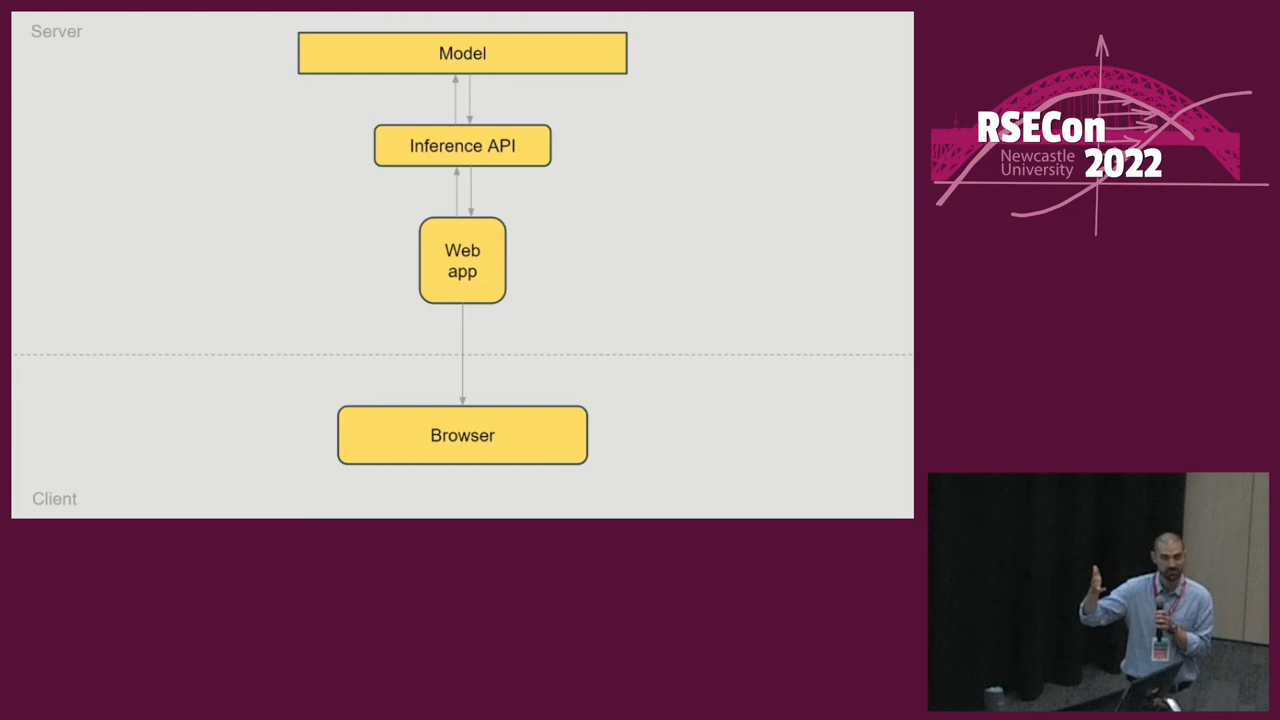 Server
Model
Inference API
Web
app
Browser
Client
RSECon
Newcastle
University
2022